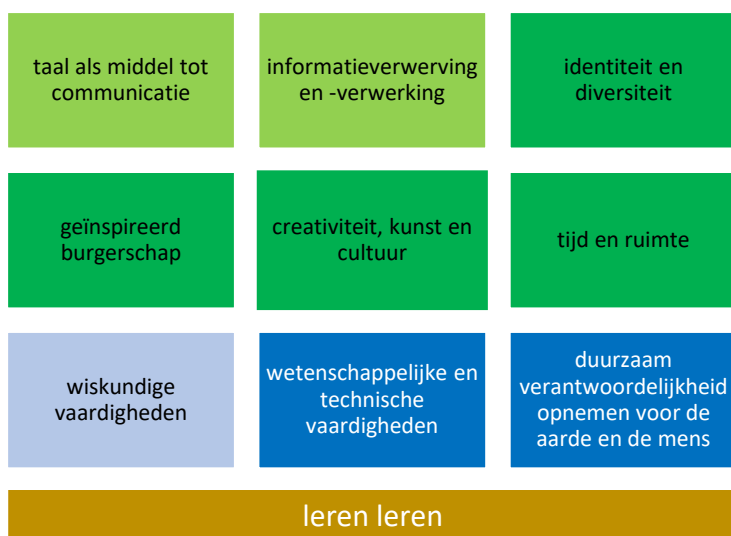 taal als middel tot
communicatie
informatieverwerving
en -verwerking
identiteit en
diversiteit
geïnspireerd
burgerschap
creativiteit, kunst en
cultuur
tijd en ruimte
wiskundige
vaardigheden
wetenschappelijke en
technische
vaardigheden
duurzaam
verantwoordelijkheid
opnemen voor de
aarde en de mens
leren leren